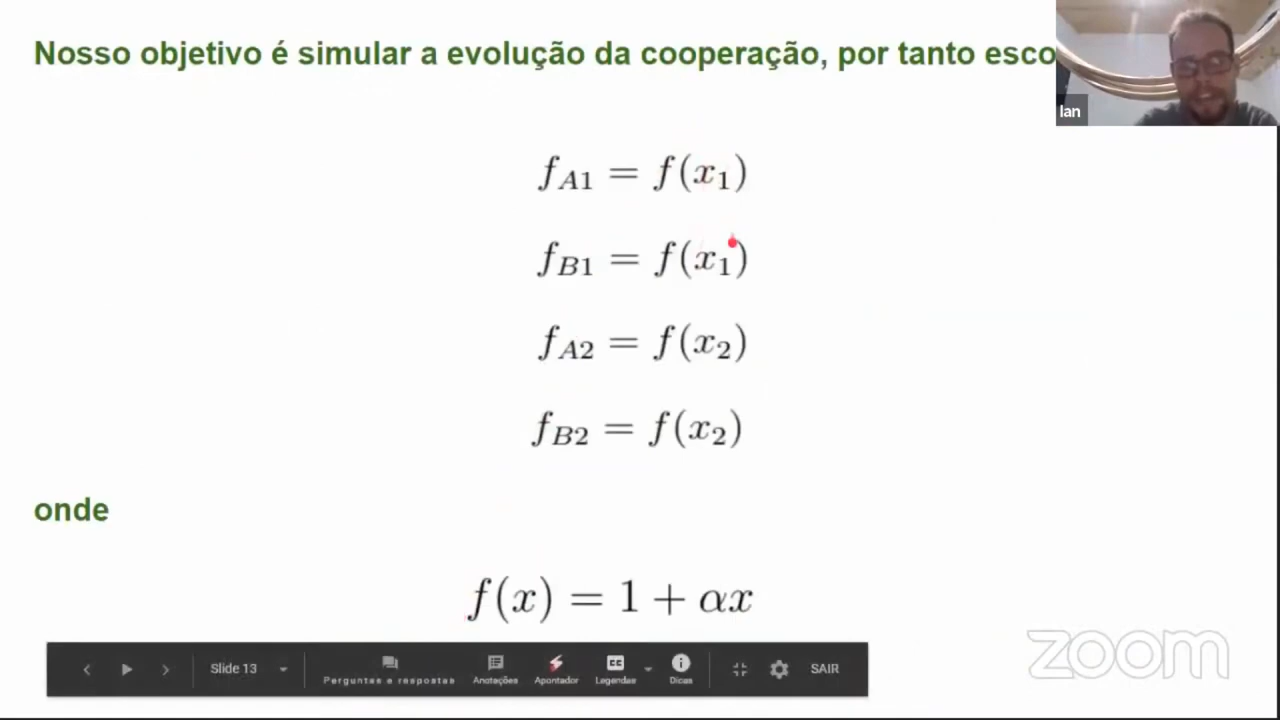 Nosso objetivo é simular a evolução da cooperação, por tanto esco
Ian
f_{A1} = f(x_1)
f_{B1} = f(x_1)
f_{A2} = f(x_2)
f_{B2} = f(x_2)
onde
f(x) = 1 + αx
Slide 13
Perguntas e respostas
Anotações
Apontador
CC
Legendas
Dicas
SAIR
zoom